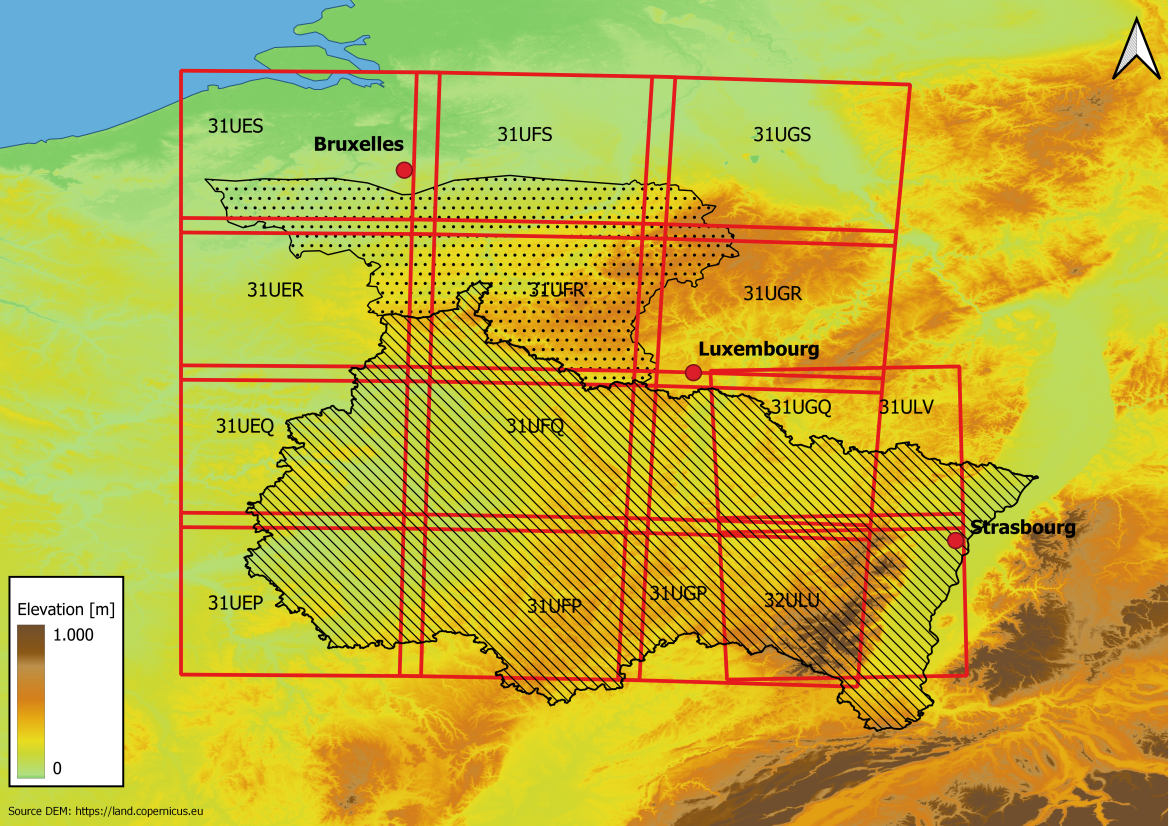 31UES
Bruxelles
31UFS
31UGS
31UER
31UFR
31UGR
Luxembourg
31UEQ
31UFQ
31UGQ
31ULV
Strasbourg
31UEP
31UFP
31UGP
32ULU
Elevation [m]
1.000
0
Source DEM: https://land.copernicus.eu